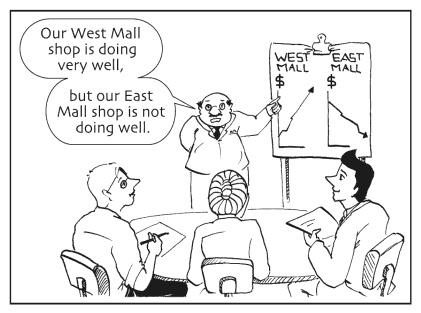 Our West Mall
shop is doing
very well,
but our East
Mall shop is not
doing well.
WEST
MALL
$
EAST
MALL
$